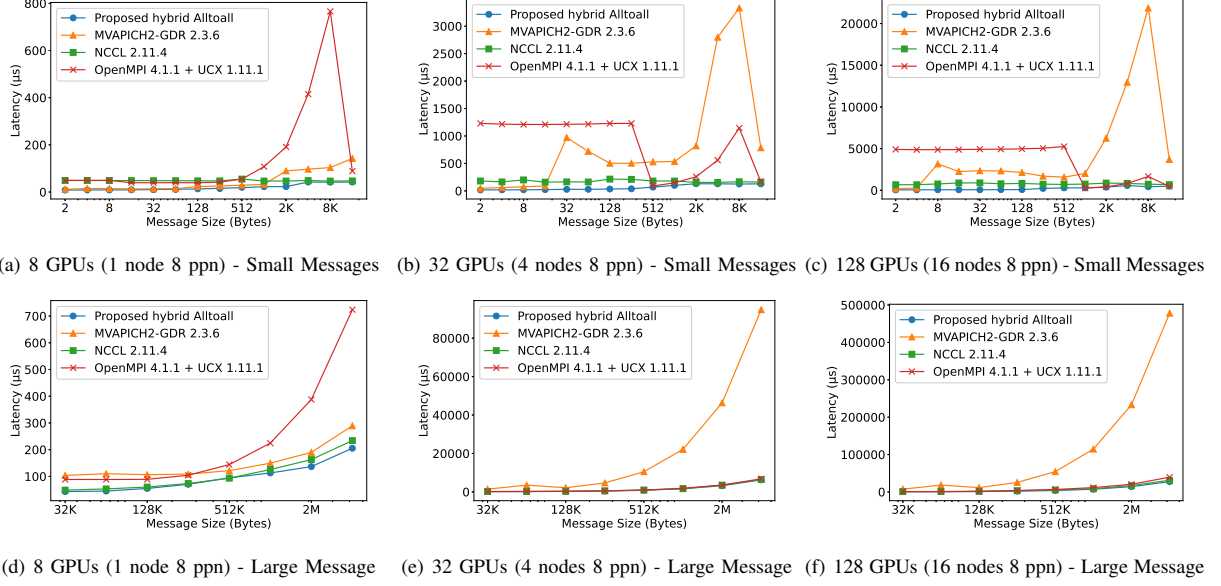 800
600
400
200
0
Latency (μs)
Proposed hybrid Alltoall
MVAPICH2-GDR 2.3.6
NCCL 2.11.4
OpenMPI 4.1.1 + UCX 1.11.1
2 8 32 128 512 2K 8K
Message Size (Bytes)
(a) 8 GPUs (1 node 8 ppn) - Small Messages
3500
3000
2500
2000
1500
1000
500
0
Latency (μs)
Proposed hybrid Alltoall
MVAPICH2-GDR 2.3.6
NCCL 2.11.4
OpenMPI 4.1.1 + UCX 1.11.1
2 8 32 128 512 2K 8K
Message Size (Bytes)
(b) 32 GPUs (4 nodes 8 ppn) - Small Messages
20000
15000
10000
5000
0
Latency (μs)
Proposed hybrid Alltoall
MVAPICH2-GDR 2.3.6
NCCL 2.11.4
OpenMPI 4.1.1 + UCX 1.11.1
2 8 32 128 512 2K 8K
Message Size (Bytes)
(c) 128 GPUs (16 nodes 8 ppn) - Small Messages
700
600
500
400
300
200
100
Latency (μs)
Proposed hybrid Alltoall
MVAPICH2-GDR 2.3.6
NCCL 2.11.4
OpenMPI 4.1.1 + UCX 1.11.1
32K 128K 512K 2M
Message Size (Bytes)
(d) 8 GPUs (1 node 8 ppn) - Large Message
80000
60000
40000
20000
0
Latency (μs)
Proposed hybrid Alltoall
MVAPICH2-GDR 2.3.6
NCCL 2.11.4
OpenMPI 4.1.1 + UCX 1.11.1
32K 128K 512K 2M
Message Size (Bytes)
(e) 32 GPUs (4 nodes 8 ppn) - Large Message
500000
400000
300000
200000
100000
0
Latency (μs)
Proposed hybrid Alltoall
MVAPICH2-GDR 2.3.6
NCCL 2.11.4
OpenMPI 4.1.1 + UCX 1.11.1
32K 128K 512K 2M
Message Size (Bytes)
(f) 128 GPUs (16 nodes 8 ppn) - Large Message